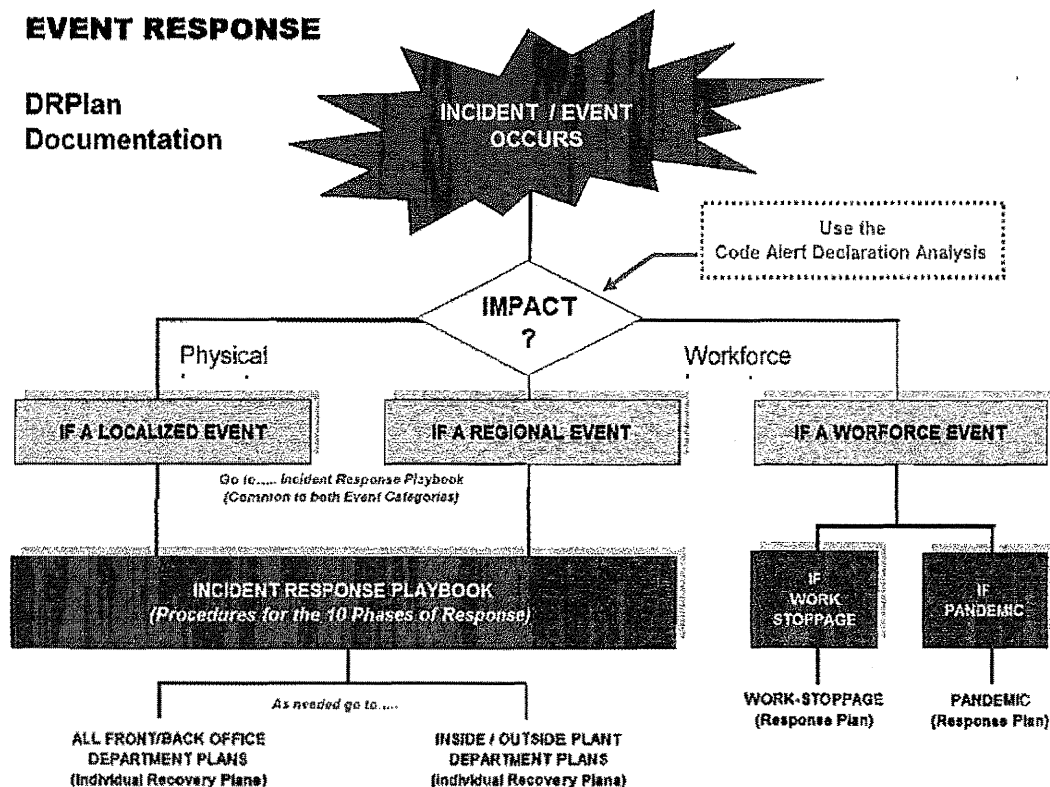 EVENT RESPONSE
DRPlan
Documentation
INCIDENT / EVENT
OCCURS
Use the
Code Alert Declaration Analysis
IMPACT
?
Physical
Workforce
IF A LOCALIZED EVENT
IF A REGIONAL EVENT
IF A WORFORCE EVENT
Go to..... Incident Response Playbook
(Common to both Event Categories)
INCIDENT RESPONSE PLAYBOOK
(Procedures for the 10 Phases of Response)
IF
WORK
STOPPAGE
IF
PANDEMIC
As needed go to.....
WORK-STOPPAGE
(Response Plan)
PANDEMIC
(Response Plan)
ALL FRONT/BACK OFFICE
DEPARTMENT PLANS
(Individual Recovery Plans)
INSIDE / OUTSIDE PLANT
DEPARTMENT PLANS
(Individual Recovery Plans)